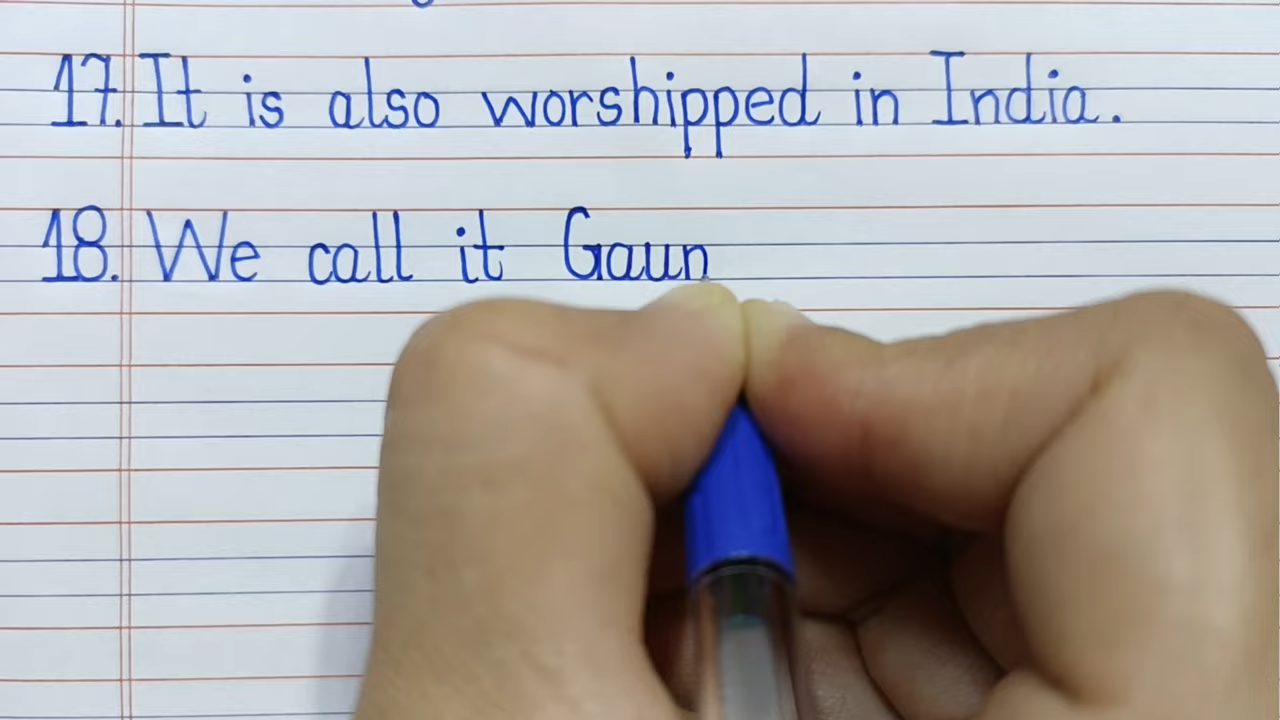 17. It is also worshipped in India.
18. We call it Gaun